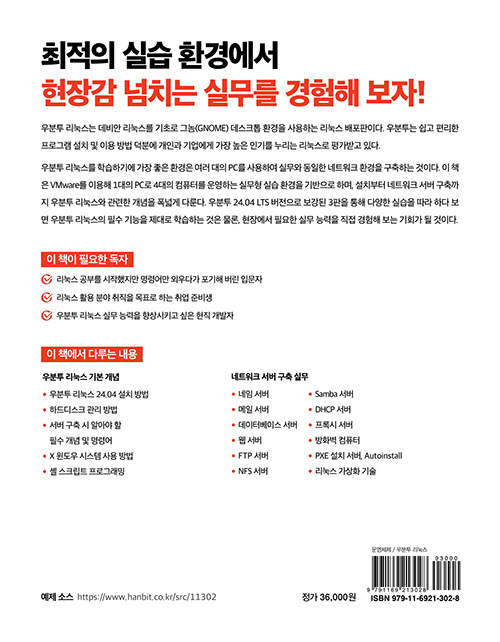 최적의 실습 환경에서
현장감 넘치는 실무를 경험해 보자!
우분투 리눅스는 데비안 리눅스를 기초로 그놈(GNOME) 데스크톱 환경을 사용하는 리눅스 배포판이다. 우분투는 쉽고 편리한
프로그램 설치 및 이용 방법 덕분에 개인과 기업에게 가장 높은 인기를 누리는 리눅스로 평가받고 있다.
우분투 리눅스를 학습하기에 가장 좋은 환경은 여러 대의 PC를 사용하여 실무와 동일한 네트워크 환경을 구축하는 것이다. 이 책
은 VMware를 이용해 1대의 PC로 4대의 컴퓨터를 운영하는 실무형 실습 환경을 기반으로 하며, 설치부터 네트워크 서버 구축까
지 우분투 리눅스와 관련한 개념을 폭넓게 다룬다. 우분투 24.04 LTS 버전으로 보강된 3판을 통해 다양한 실습을 따라 하다 보
면 우분투 리눅스의 필수 기능을 제대로 학습하는 것은 물론, 현장에서 필요한 실무 능력을 직접 경험해 보는 기회가 될 것이다.
이 책이 필요한 독자
리눅스 공부를 시작했지만 명령어만 외우다가 포기해 버린 입문자
리눅스 활용 분야 취직을 목표로 하는 취업 준비생
우분투 리눅스 실무 능력을 향상시키고 싶은 현직 개발자
이 책에서 다루는 내용
우분투 리눅스 기본 개념
• 우분투 리눅스 24.04 설치 방법
• 하드디스크 관리 방법
• 서버 구축 시 알아야 할
필수 개념 및 명령어
• X 윈도우 시스템 사용 방법
• 셸 스크립트 프로그래밍
네트워크 서버 구축 실무
• 네임 서버
• 메일 서버
• 데이터베이스 서버
• 웹 서버
• FTP 서버
• NFS 서버
• Samba 서버
• DHCP 서버
• 프록시 서버
• 방화벽 컴퓨터
• PXE 설치 서버, Autoinstall
• 리눅스 가상화 기술
운영체제 / 우분투 리눅스
93000
9 791169 213028
예제 소스 https://www.hanbit.co.kr/src/11302
정가 36,000원
ISBN 979-11-6921-302-8